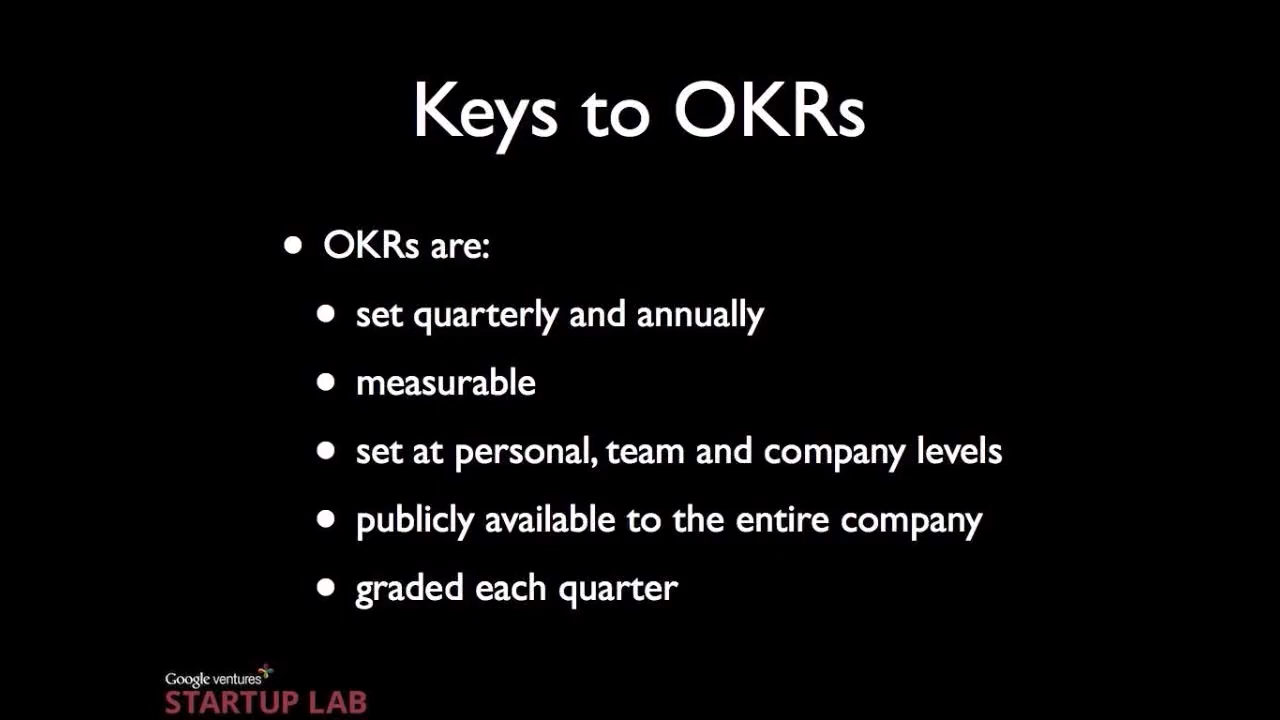 Keys to OKRs
• OKRs are:
• set quarterly and annually
• measurable
• set at personal, team and company levels
• publicly available to the entire company
• graded each quarter
Google ventures
STARTUP LAB